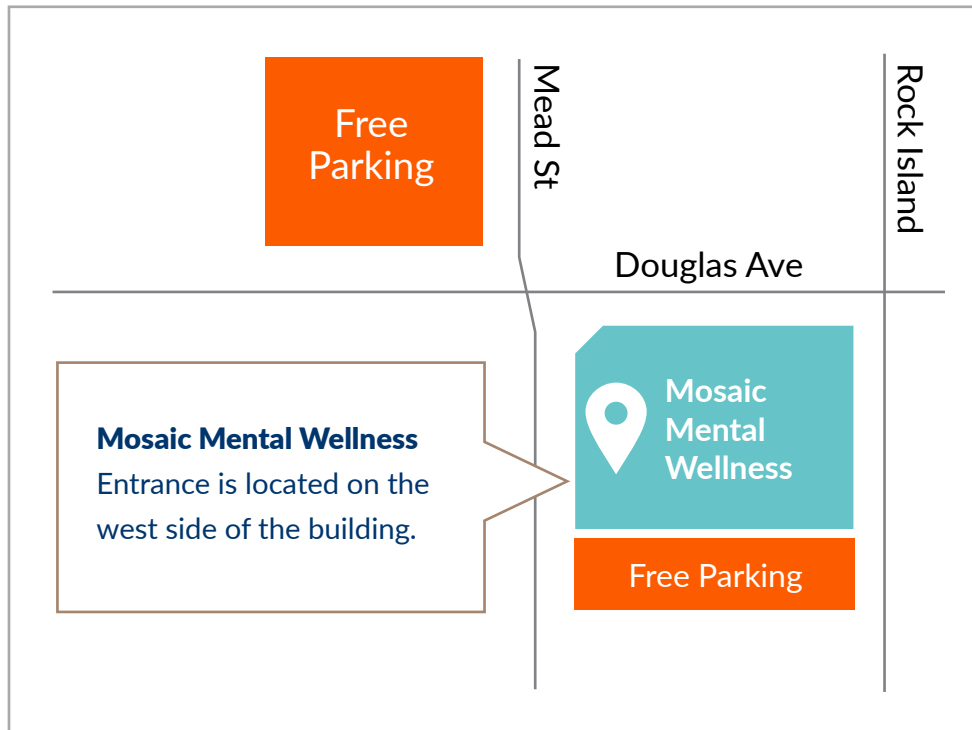 Free
Parking
Mead St
Rock Island
Douglas Ave
Mosaic Mental Wellness
Entrance is located on the
west side of the building.
Mosaic
Mental
Wellness
Free Parking